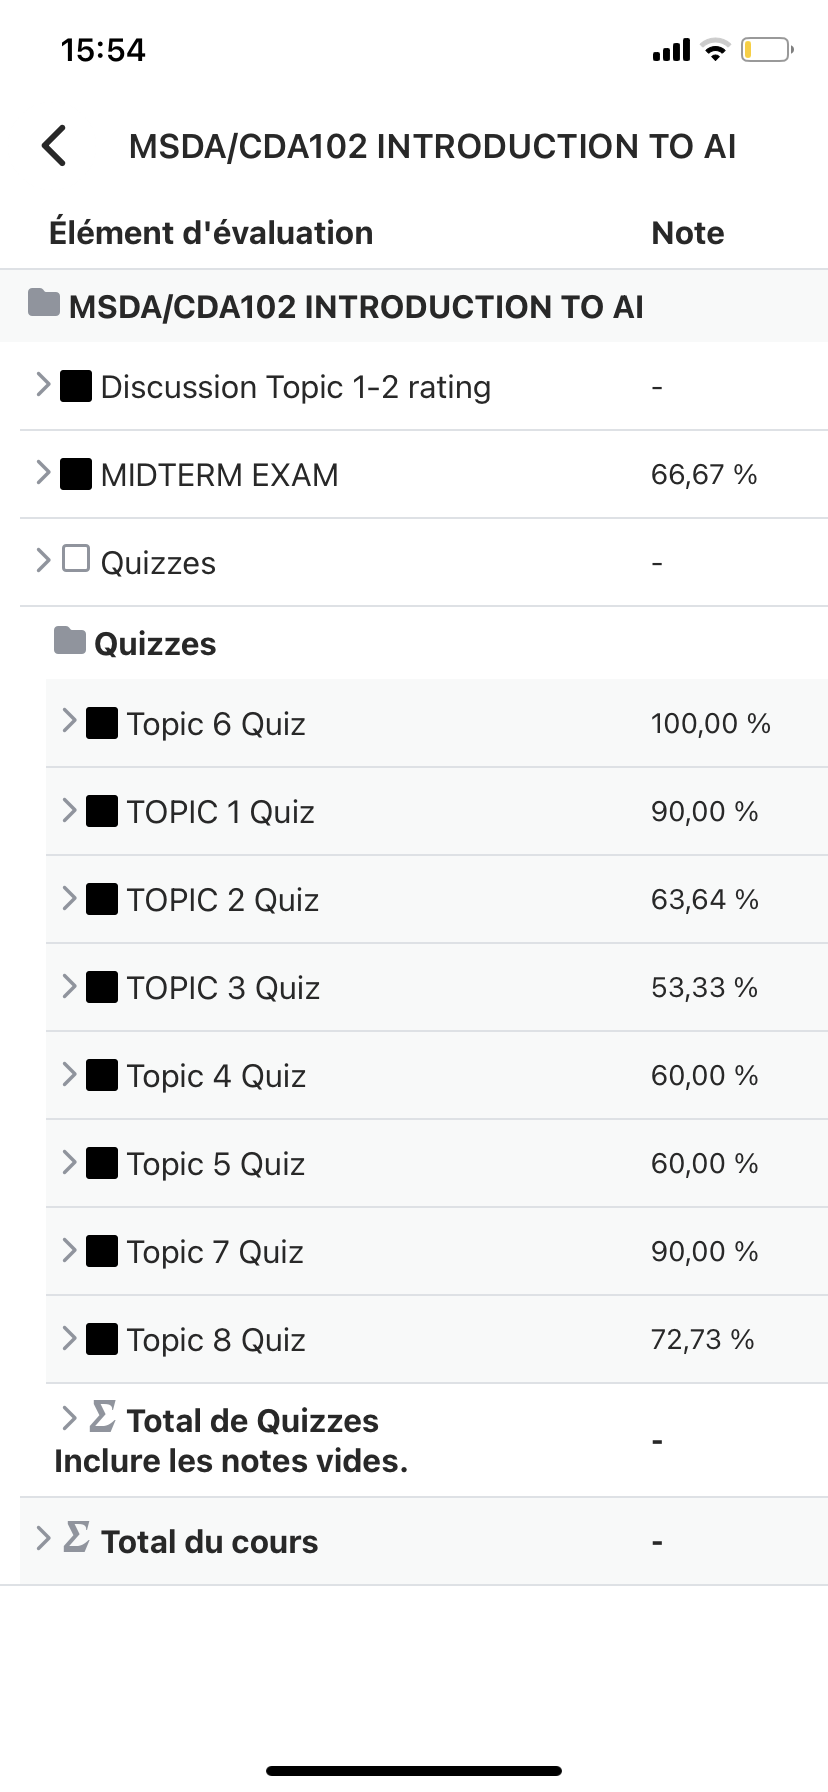 15:54
MSDA/CDA102 INTRODUCTION TO AI
Élément d'évaluation Note
MSDA/CDA102 INTRODUCTION TO AI
Discussion Topic 1-2 rating -
MIDTERM EXAM 66,67 %
Quizzes -
Quizzes
Topic 6 Quiz 100,00 %
TOPIC 1 Quiz 90,00 %
TOPIC 2 Quiz 63,64 %
TOPIC 3 Quiz 53,33 %
Topic 4 Quiz 60,00 %
Topic 5 Quiz 60,00 %
Topic 7 Quiz 90,00 %
Topic 8 Quiz 72,73 %
Σ Total de Quizzes
Inclure les notes vides. -
Σ Total du cours -